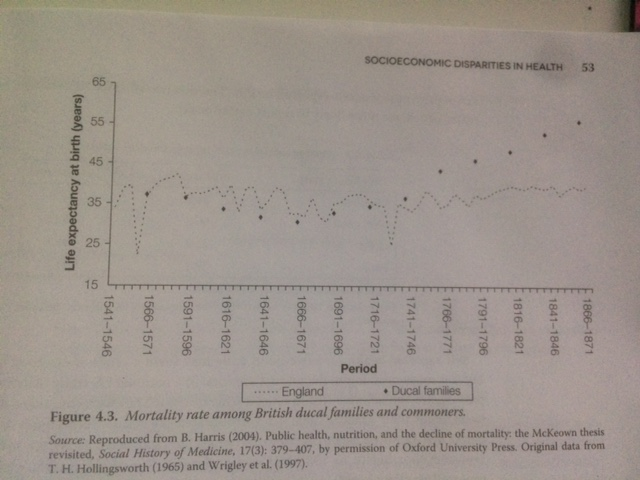 SOCIOECONOMIC DISPARITIES IN HEALTH 53
Life expectancy at birth (years)
65
55
45
35
25
15
1541–1546
1566–1571
1591–1596
1616–1621
1641–1646
1666–1671
1691–1696
1716–1721
1741–1746
1766–1771
1791–1796
1816–1821
1841–1846
1866–1871
Period
England
Ducal families
Figure 4.3. Mortality rate among British ducal families and commoners.
Source: Reproduced from B. Harris (2004). Public health, nutrition, and the decline of mortality: the McKeown thesis
revisited, Social History of Medicine, 17(3): 379–407, by permission of Oxford University Press. Original data from
T. H. Hollingsworth (1965) and Wrigley et al. (1997).